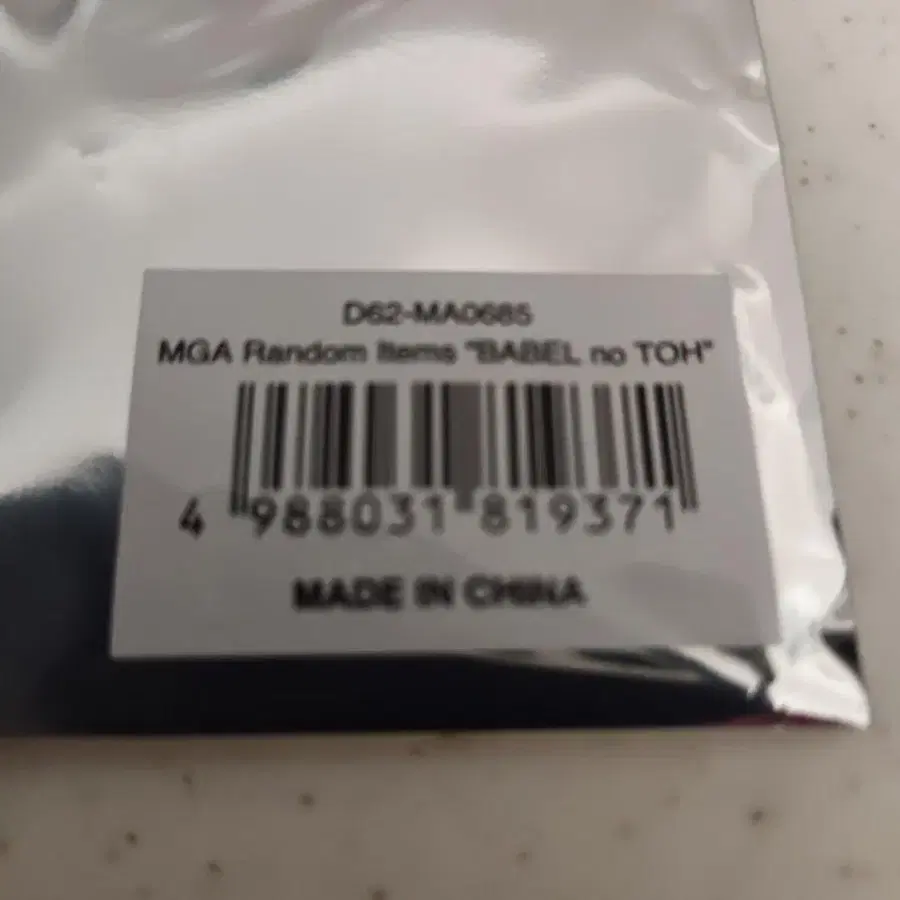 D62-MA0685
MGA Random Items "BABEL no TOH"
4 988031 819371
MADE IN CHINA